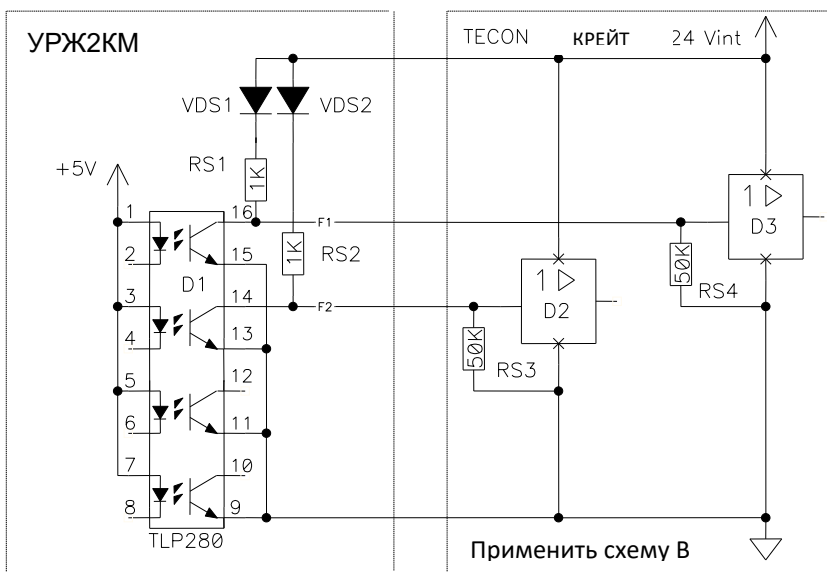 УРЖ2КМ
TECON КРЕЙТ 24 Vint
VDS1 VDS2
+5V
RS1
1K
1 16 F1
2 15
D1
1K
RS2
3 14 F2
4 13
5 12
6 11
7 10
8 9
TLP280
1
D3
50K
RS4
1
D2
50K
RS3
Применить схему В